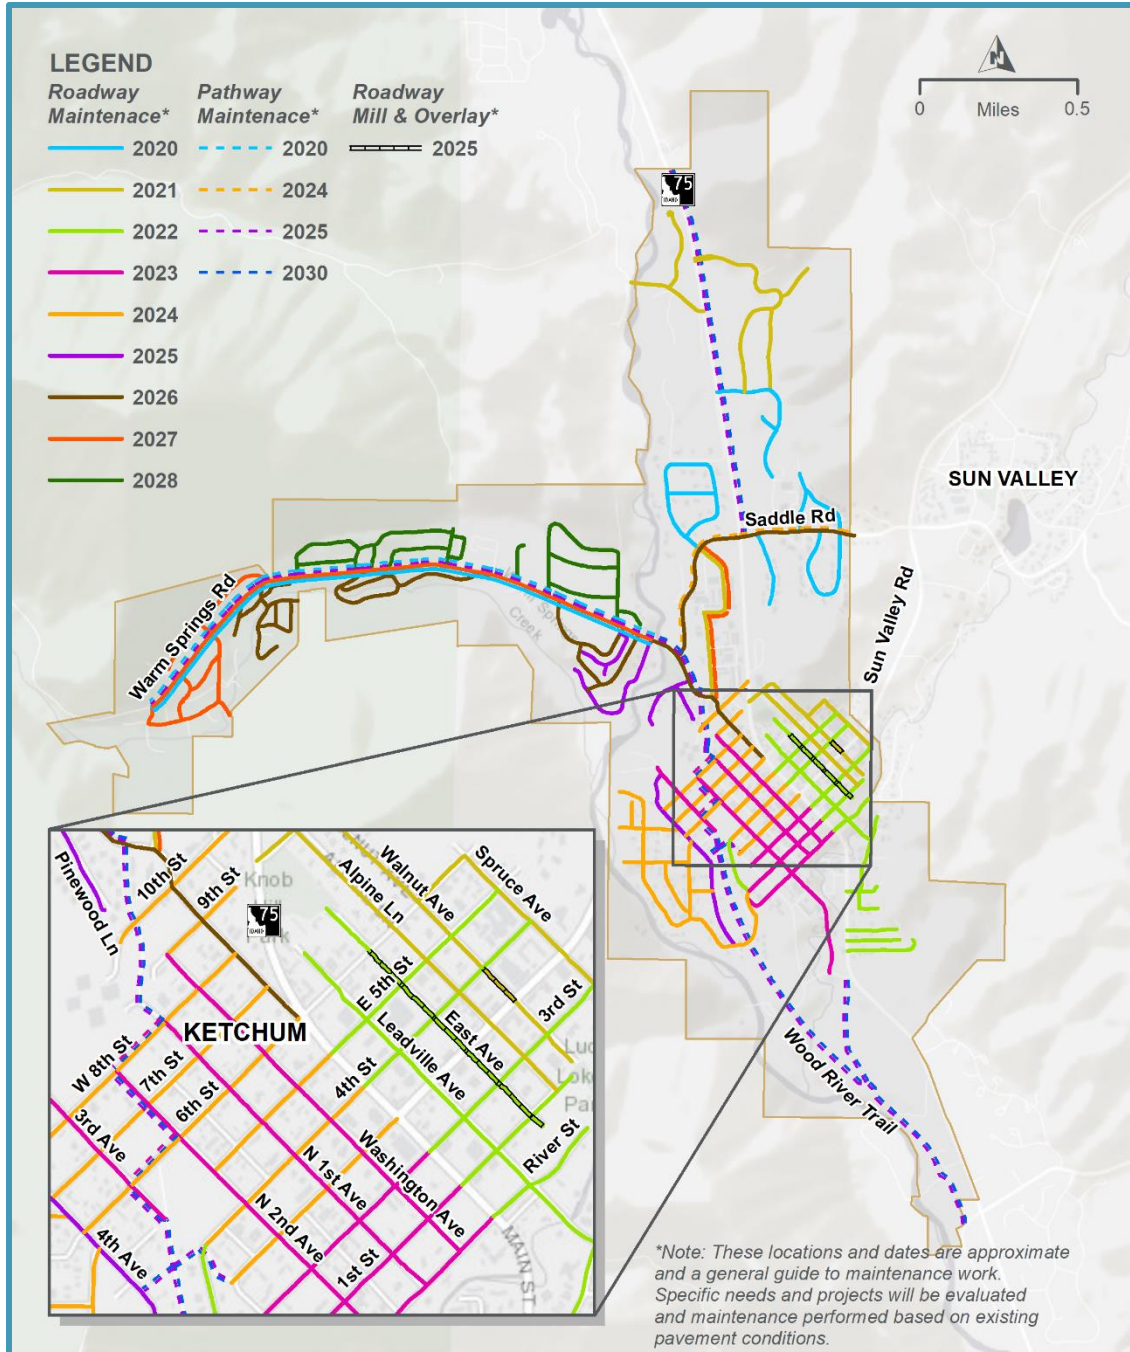 LEGEND
Roadway
Maintenace*
Pathway
Maintenace*
Roadway
Mill & Overlay*
2020
2021
2022
2023
2024
2025
2026
2027
2028
2020
2024
2025
2030
2025
N
0
Miles
0.5
75
IDAHO
SUN VALLEY
Saddle Rd
Sun Valley Rd
Warm Springs Rd
Creek
Wood River Trail
Pinewood Ln
10th St
9th St
Knob
Park
75
IDAHO
Alpine Ln
Walnut Ave
Spruce Ave
E 5th St
3rd St
East Ave
KETCHUM
Leadville Ave
4th St
W 8th St
7th St
6th St
3rd Ave
N 1st Ave
Washington Ave
River St
N 2nd Ave
1st St
4th Ave
MAIN ST
*Note: These locations and dates are approximate
and a general guide to maintenance work.
Specific needs and projects will be evaluated
and maintenance performed based on existing
pavement conditions.